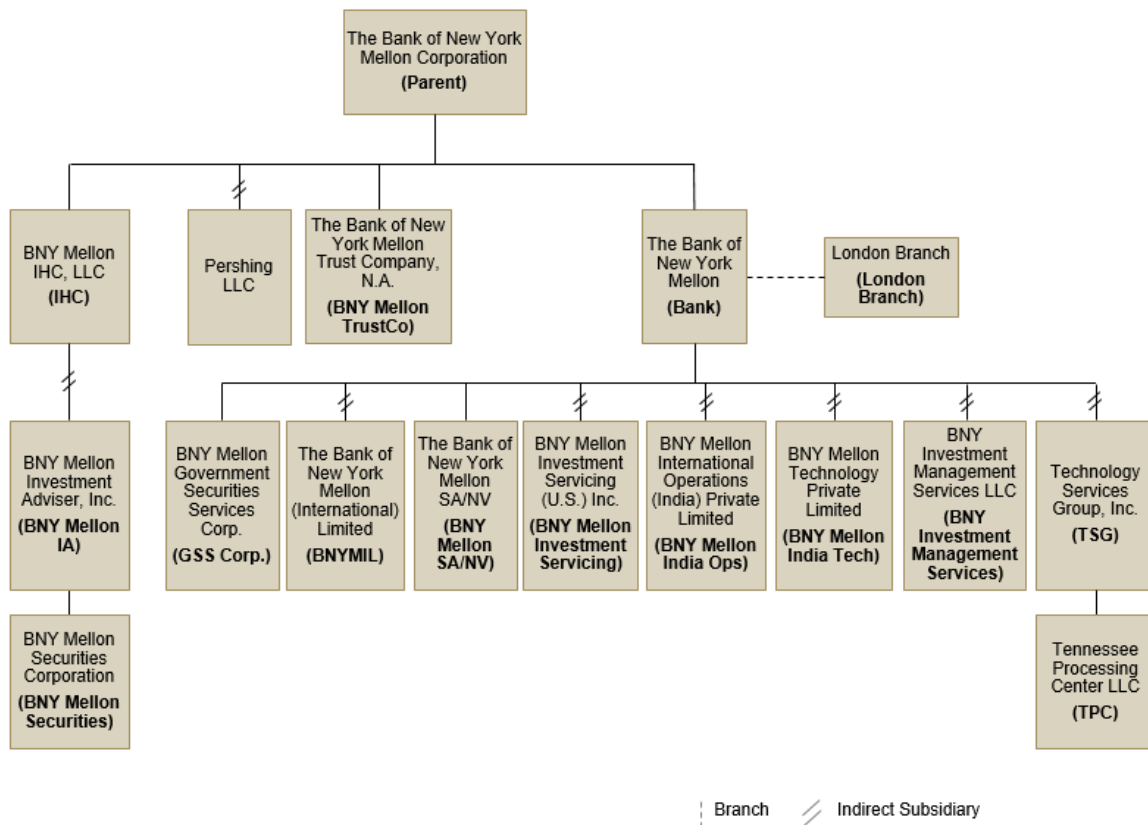 The Bank of New York
Mellon Corporation
(Parent)
BNY Mellon
IHC, LLC
(IHC)
Pershing
LLC
The Bank of New
York Mellon
Trust Company,
N.A.
(BNY Mellon
TrustCo)
The Bank of
New York
Mellon
(Bank)
London Branch
(London
Branch)
BNY Mellon
Investment
Adviser, Inc.
(BNY Mellon
IA)
BNY Mellon
Government
Securities
Services
Corp.
(GSS Corp.)
The Bank of
New York
Mellon
(International)
Limited
(BNYMIL)
The Bank of
New York
Mellon
SA/NV
(BNY
Mellon
SA/NV)
BNY Mellon
Investment
Servicing
(U.S.) Inc.
(BNY Mellon
Investment
Servicing)
BNY Mellon
International
Operations
(India) Private
Limited
(BNY Mellon
India Ops)
BNY Mellon
Technology
Private
Limited
(BNY Mellon
India Tech)
BNY
Investment
Management
Services LLC
(BNY
Investment
Management
Services)
Technology
Services
Group, Inc.
(TSG)
BNY Mellon
Securities
Corporation
(BNY Mellon
Securities)
Tennessee
Processing
Center LLC
(TPC)
Branch
Indirect Subsidiary